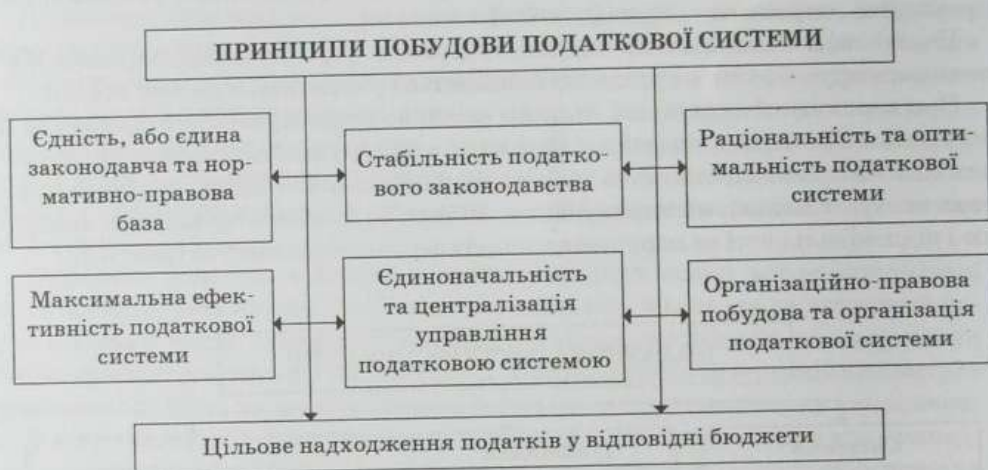 ПРИНЦИПИ ПОБУДОВИ ПОДАТКОВОЇ СИСТЕМИ
Єдність, або єдина
законодавча та нор-
мативно-правова
база
Стабільність податко-
вого законодавства
Раціональність та опти-
мальність податкової
системи
Максимальна ефек-
тивність податкової
системи
Єдиноначальність
та централізація
управління
податковою системою
Організаційно-правова
побудова та організація
податкової системи
Цільове надходження податків у відповідні бюджети